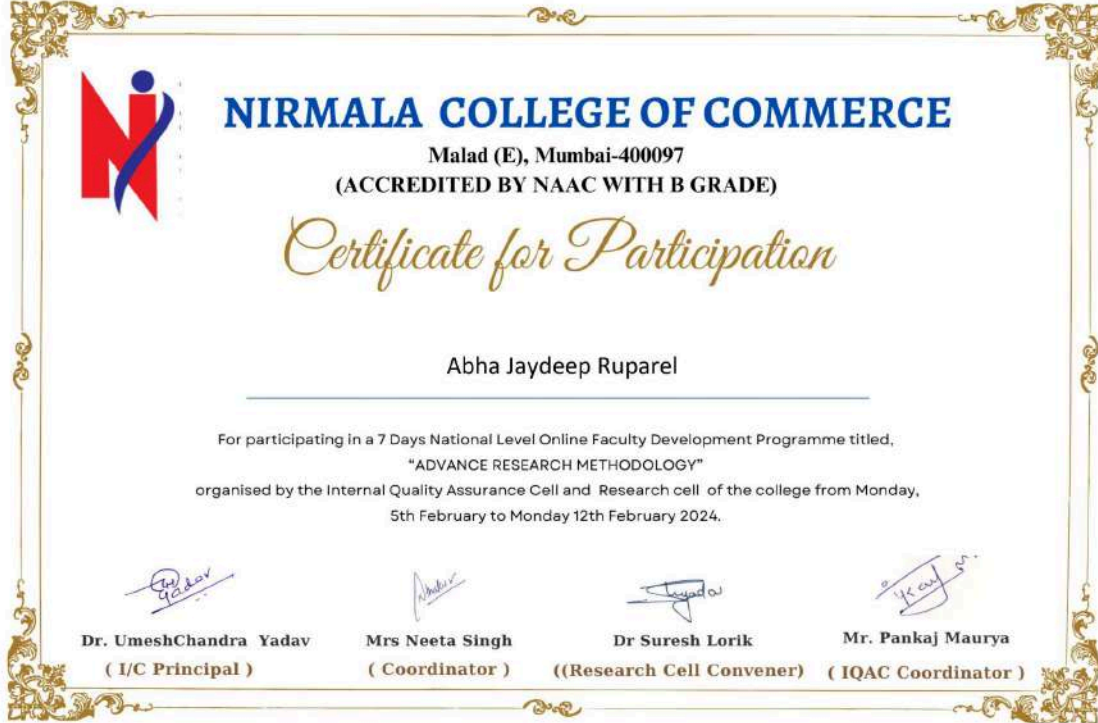 NIRMALA COLLEGE OF COMMERCE
Malad (E), Mumbai-400097
(ACCREDITED BY NAAC WITH B GRADE)
Certificate for Participation
Abha Jaydeep Ruparel
For participating in a 7 Days National Level Online Faculty Development Programme titled,
“ADVANCE RESEARCH METHODOLOGY”
organised by the Internal Quality Assurance Cell and Research cell of the college from Monday,
5th February to Monday 12th February 2024.
Dr. UmeshChandra Yadav
Mrs Neeta Singh
Dr Suresh Lorik
Mr. Pankaj Maurya
( I/C Principal )
( Coordinator )
((Research Cell Convener)
( IQAC Coordinator )